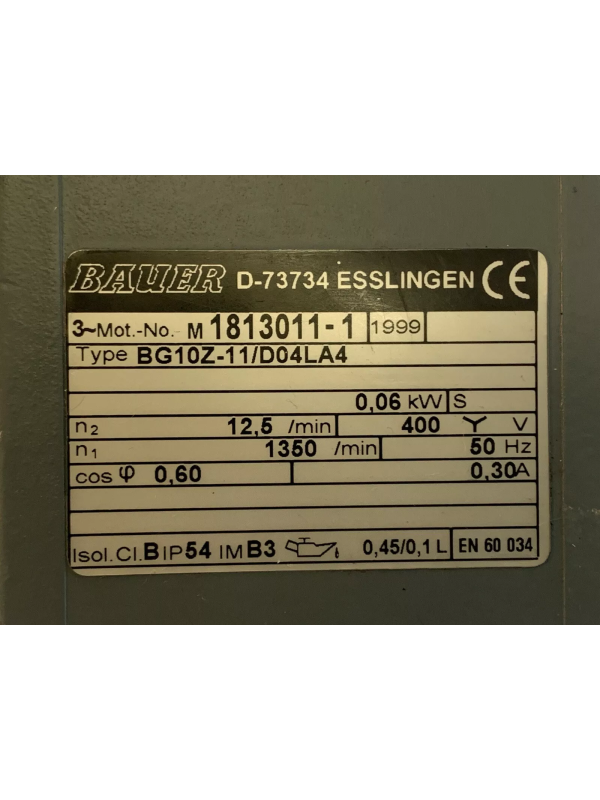 BAUER D-73734 ESSLINGEN CE
3~Mot.-No. M 1813011-1 1999
Type BG10Z-11/D04LA4
0,06 kW S
n₂ 12,5 /min 400 Y V
n₁ 1350 /min 50 Hz
cos φ 0,60 0,30A
Isol.Cl.B IP54 IM B3 0,45/0,1 L EN 60 034